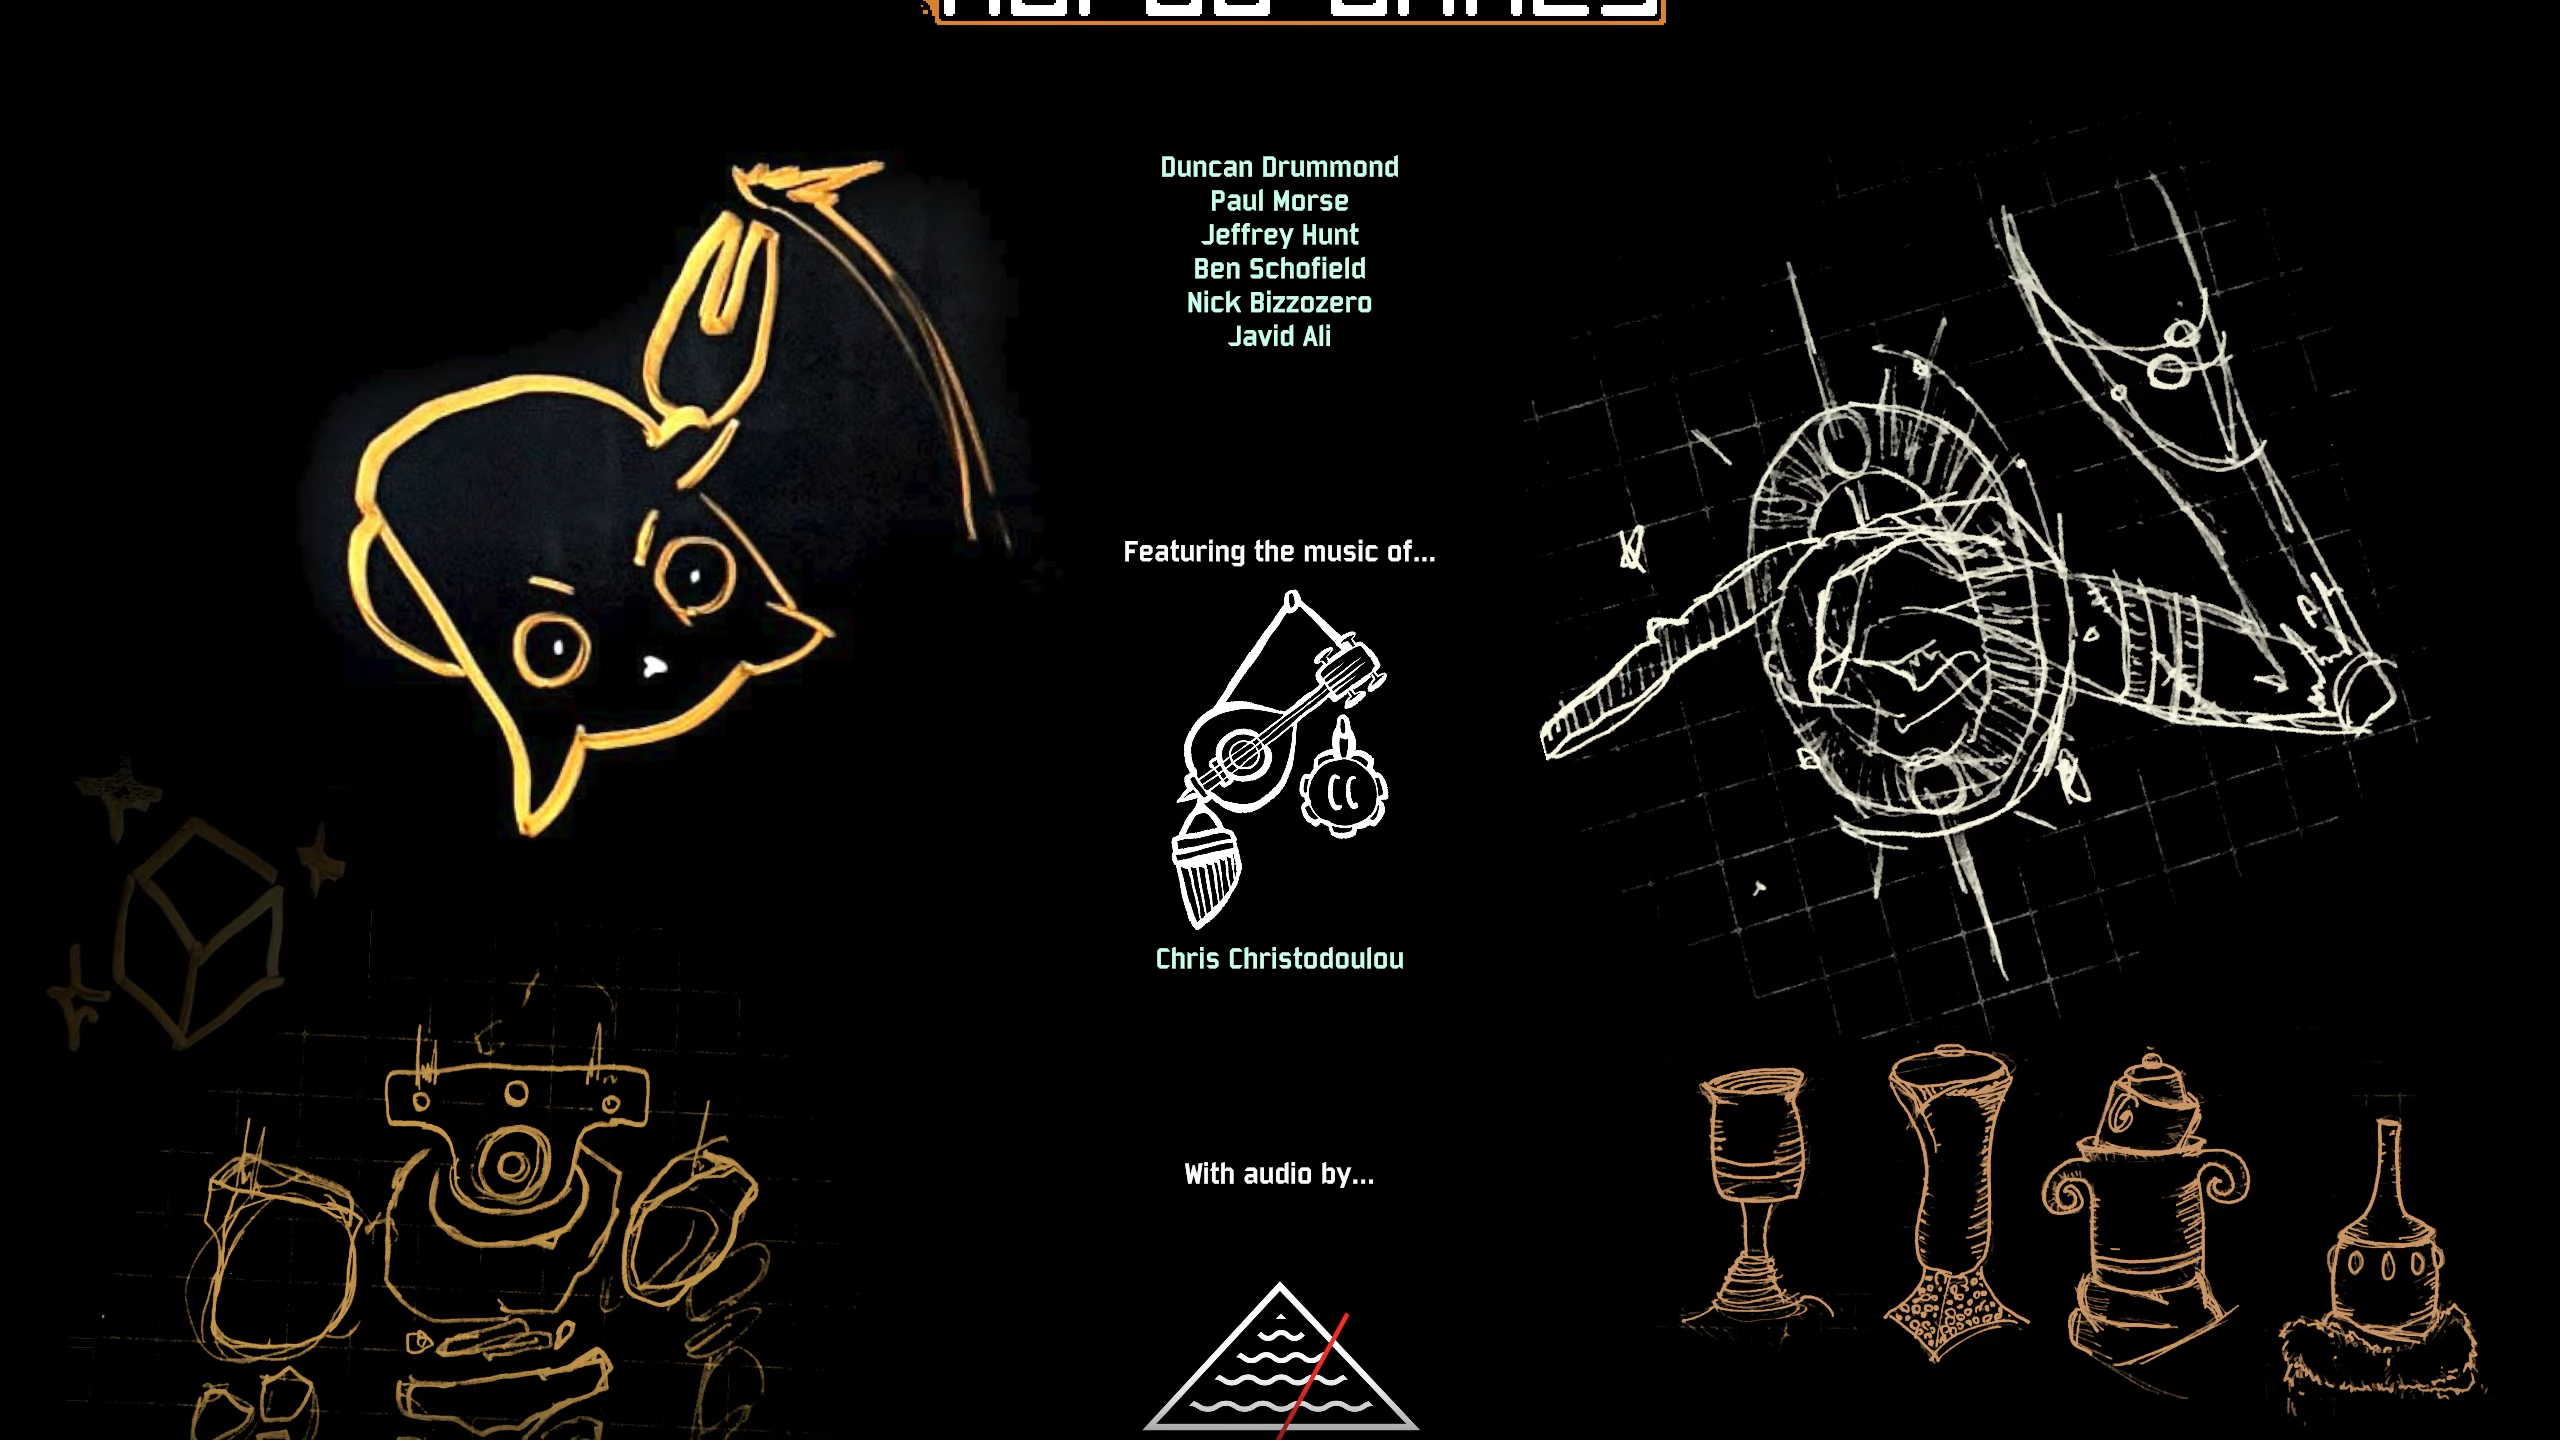 Duncan Drummond
Paul Morse
Jeffrey Hunt
Ben Schofield
Nick Bizzozero
Javid Ali
Featuring the music of...
Chris Christodoulou
With audio by...